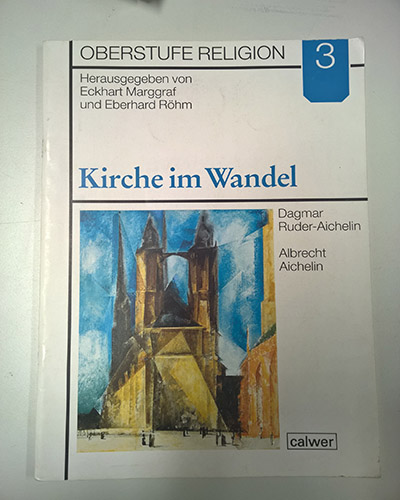 OBERSTUFE RELIGION 3
Herausgegeben von
Eckhart Marggraf
und Eberhard Röhm
Kirche im Wandel
Dagmar
Ruder-Aichelin
Albrecht
Aichelin
calwer